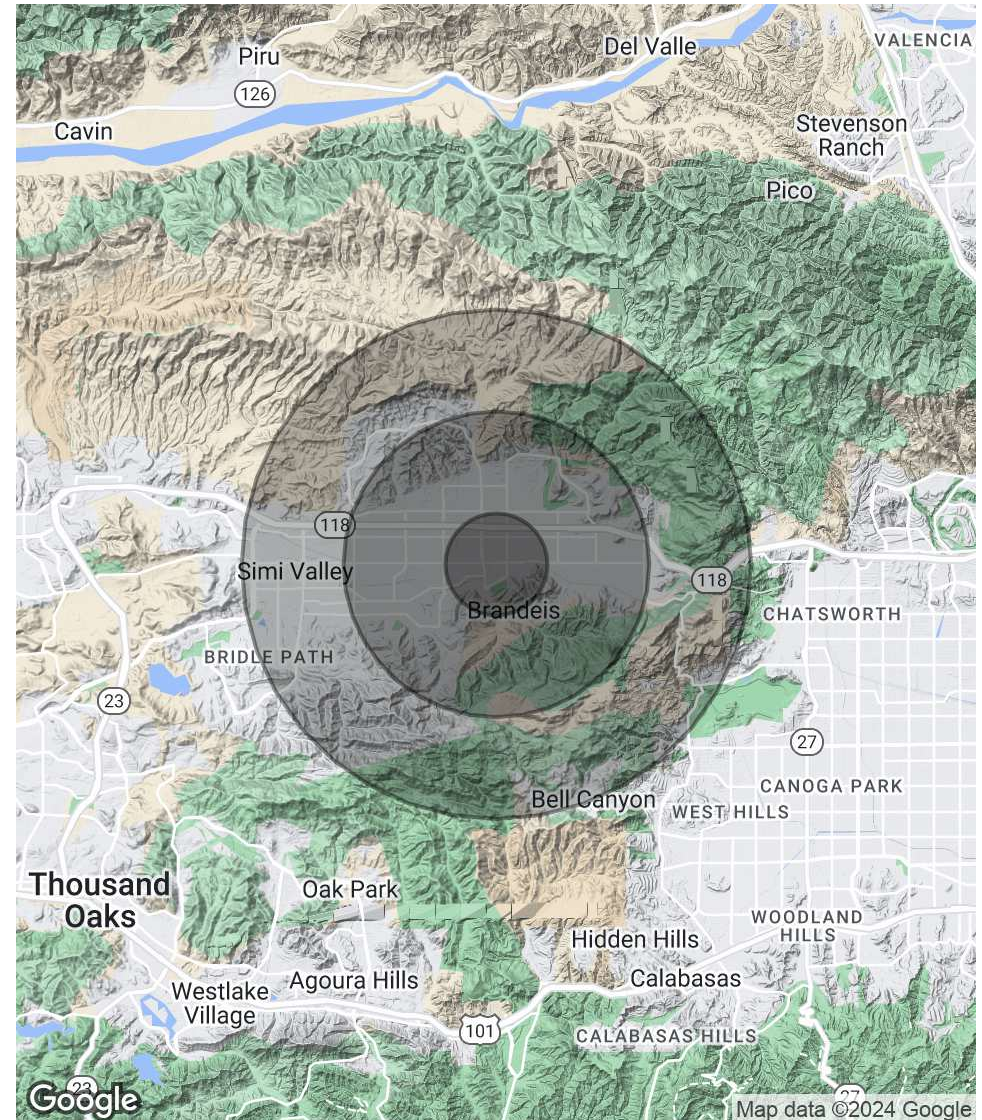 VALENCIA
Del Valle
Piru
126
Cavin
Stevenson
Ranch
Pico
118
Simi Valley
118
Brandeis
CHATSWORTH
BRIDLE PATH
23
27
CANOGA PARK
Bell Canyon
WEST HILLS
Thousand
Oaks
Oak Park
WOODLAND
HILLS
Hidden Hills
Agoura Hills
Calabasas
Westlake
Village
101
CALABASAS HILLS
23
27
Google
Map data ©2024 Google